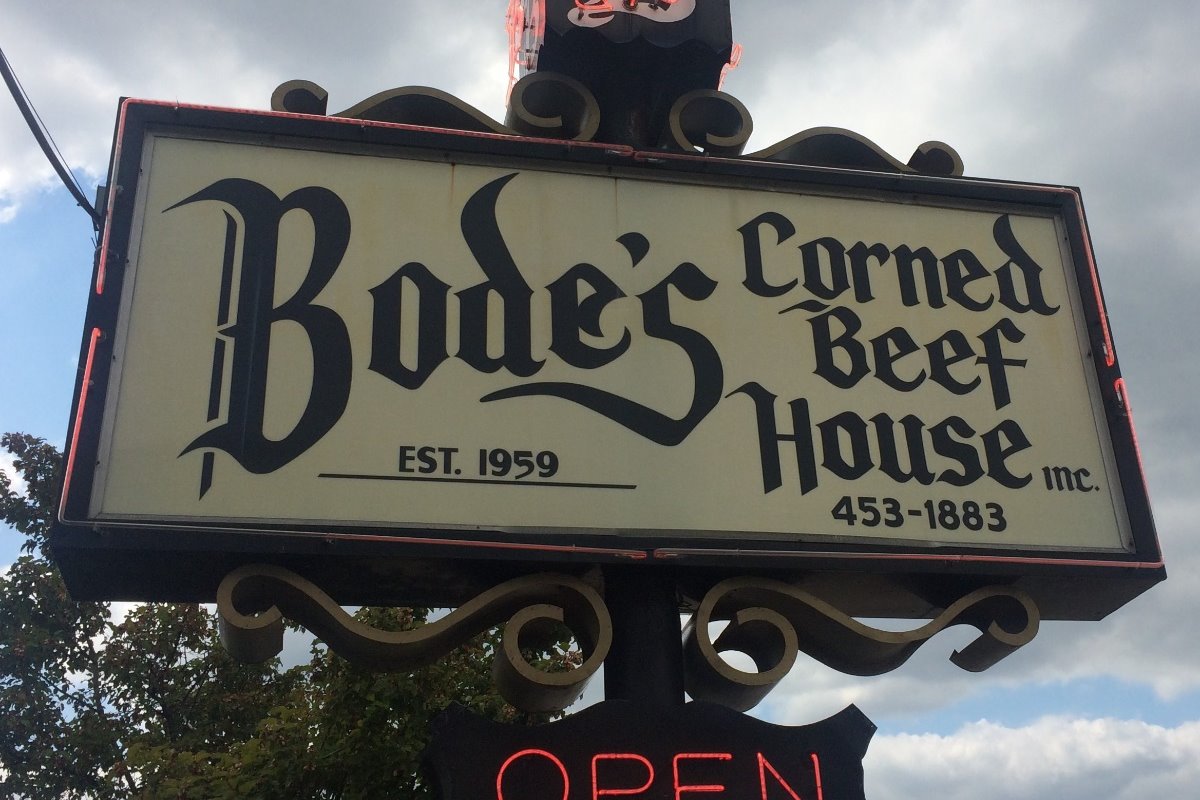 Bode's
EST. 1959
Corned
Beef
House Inc.
453-1883
OPEN